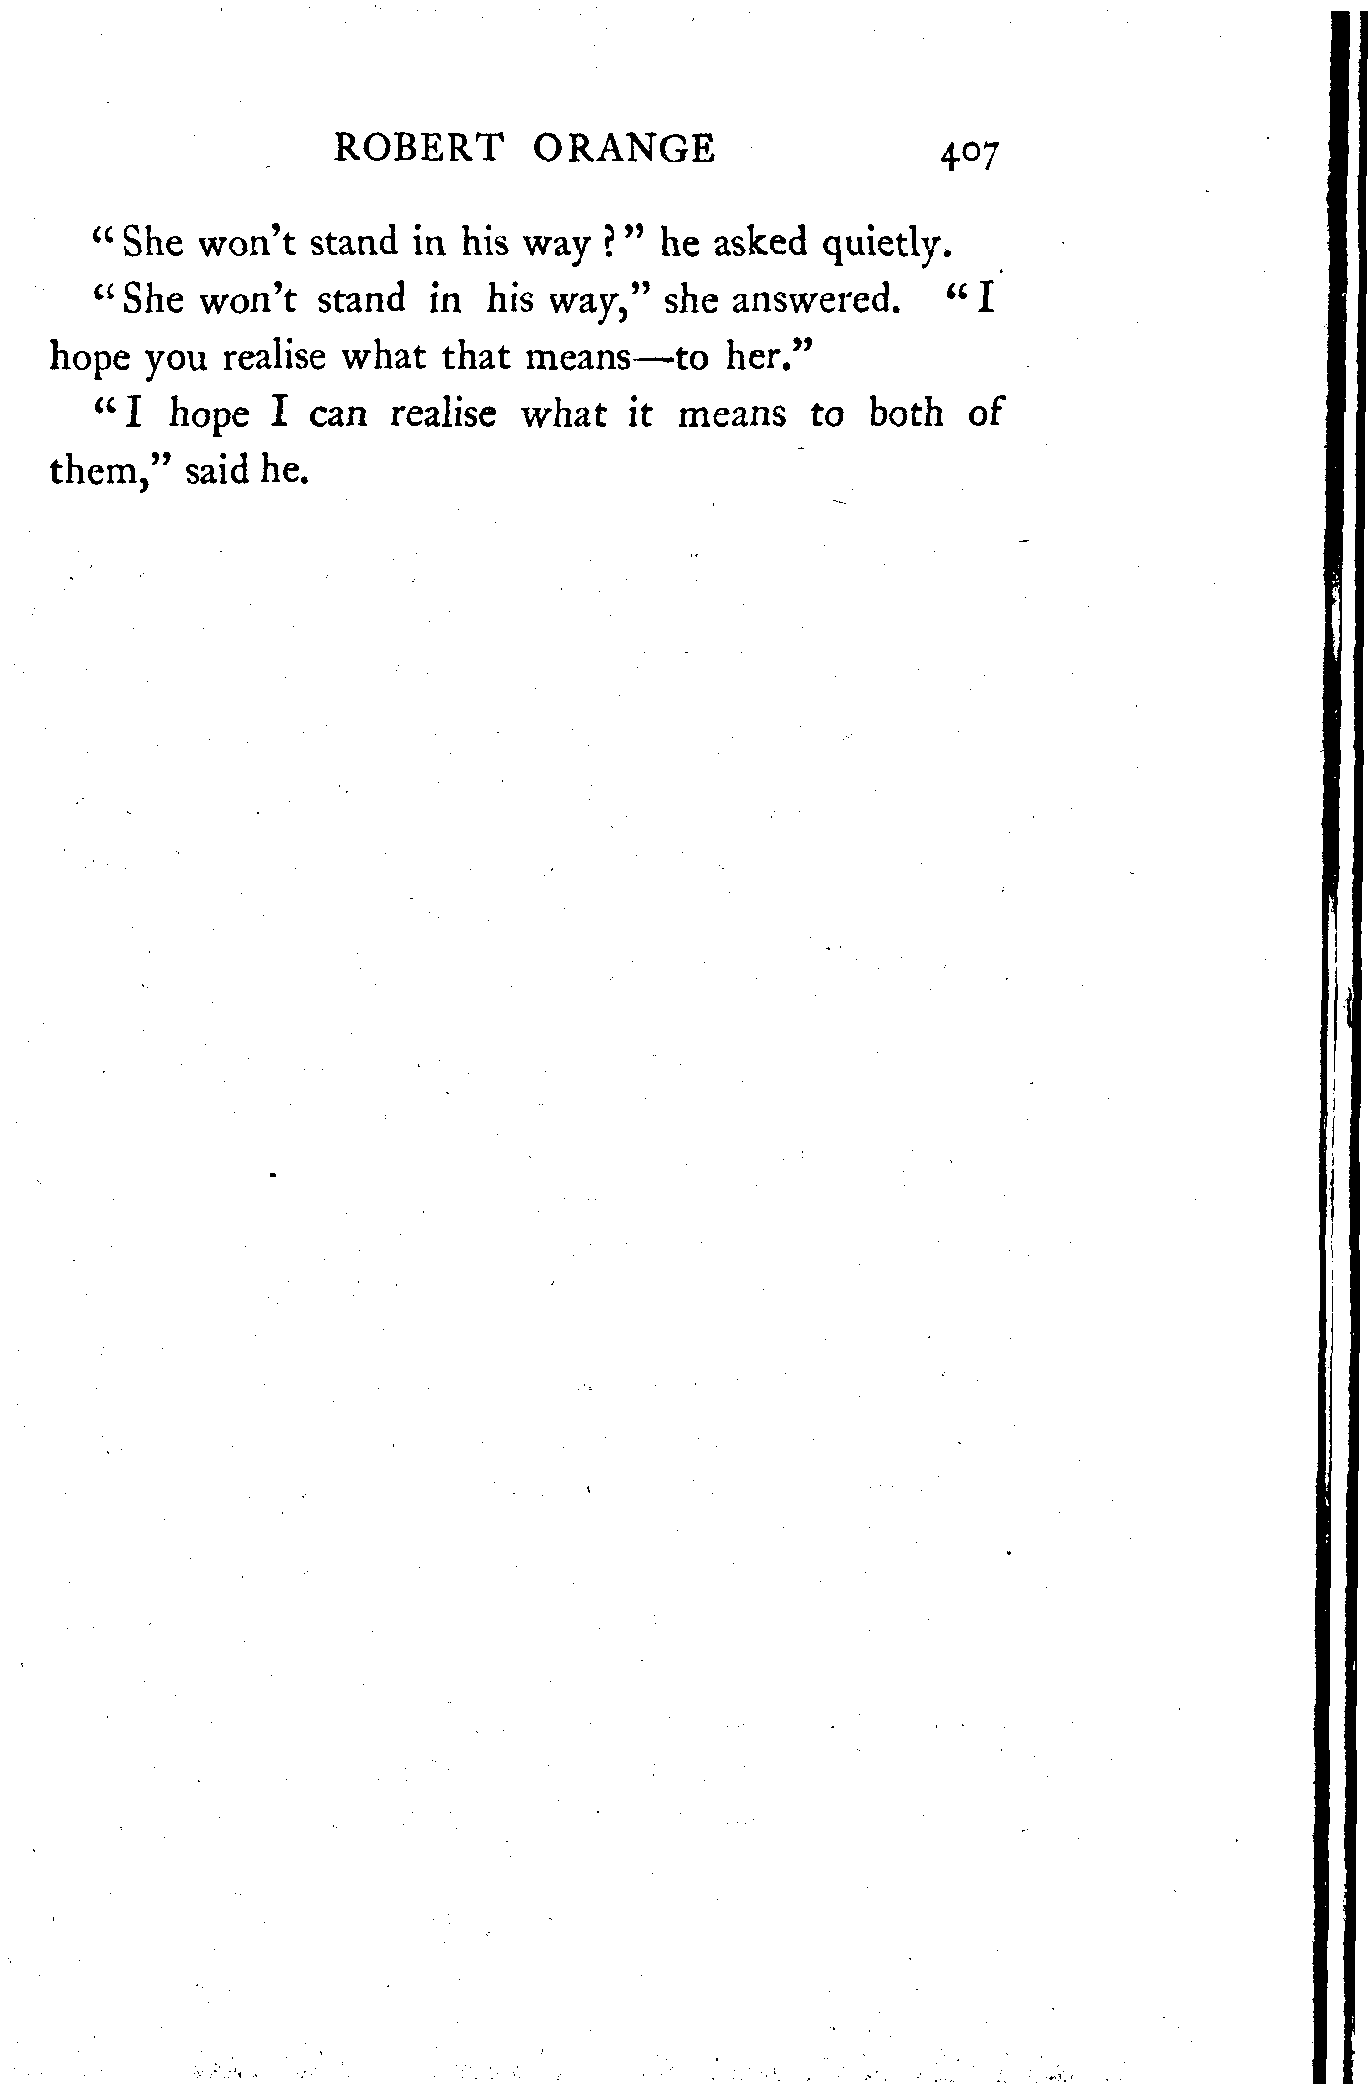 ROBERT ORANGE 407
“She won't stand in his way?” he asked quietly.
“She won't stand in his way,” she answered. “I
hope you realise what that means—to her.”
“I hope I can realise what it means to both of
them,” said he.